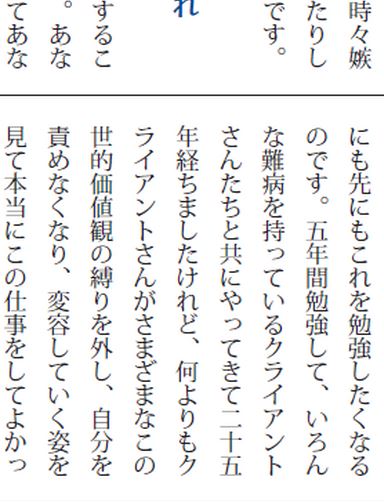 時々嫉
たりし
です。
れ
するこ
。あな
てあな
にも先にもこれを勉強したくなる
のです。五年間勉強して、いろん
な難病を持っているクライアント
さんたちと共にやってきて二十五
年経ちましたけれど、何よりもク
ライアントさんがさまざまなこの
世的価値観の縛りを外し、自分を
責めなくなり、変容していく姿を
見て本当にこの仕事をしてよかっ